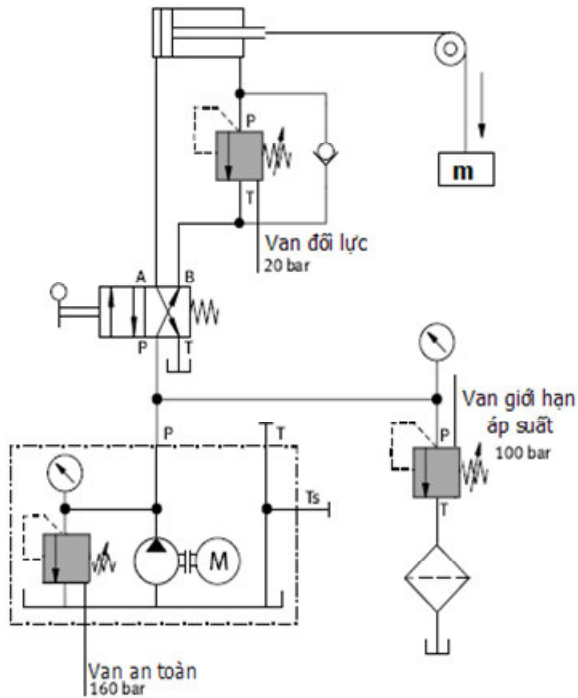 P
m
T
Van đối lực
20 bar
A B
P T
Van giới hạn
áp suất
100 bar
P
P T
T
Ts
M
Van an toàn
160 bar